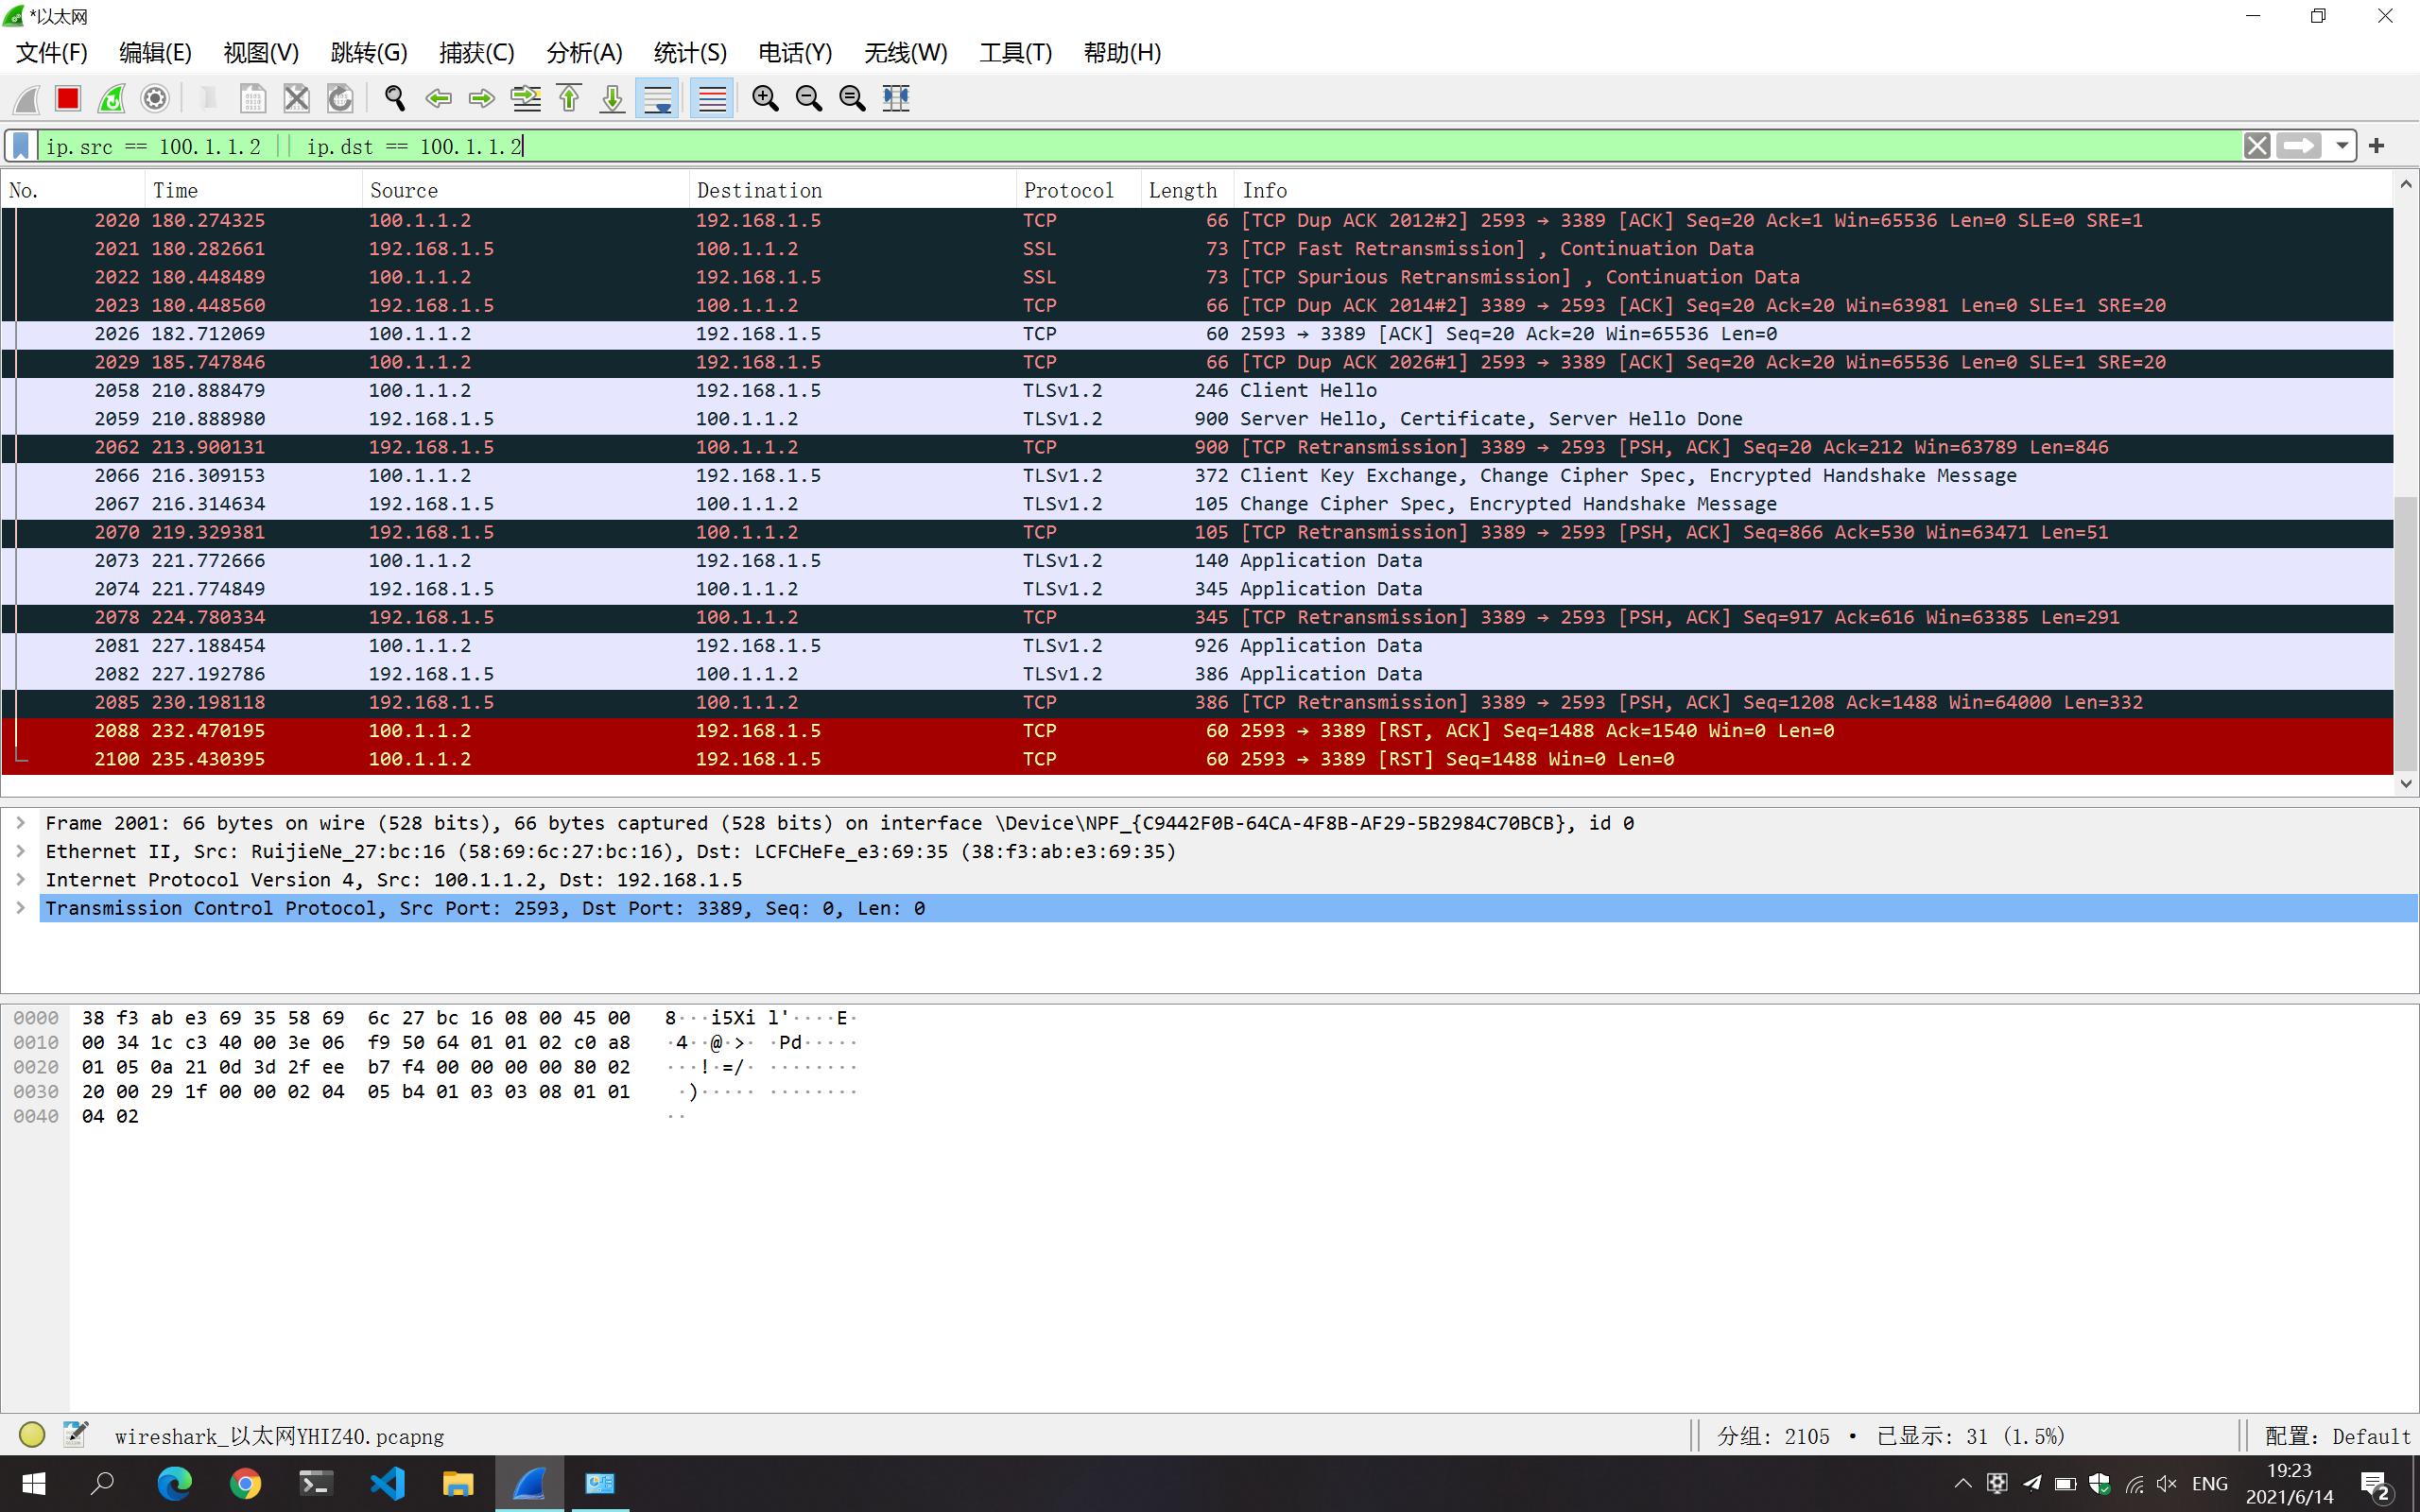 *以太网
文件(F) 编辑(E) 视图(V) 跳转(G) 捕获(C) 分析(A) 统计(S) 电话(Y) 无线(W) 工具(T) 帮助(H)
ip.src == 100.1.1.2 || ip.dst == 100.1.1.2
No. Time Source Destination Protocol Length Info
2020 180.274325 100.1.1.2 192.168.1.5 TCP 66 [TCP Dup ACK 2012#2] 2593 → 3389 [ACK] Seq=20 Ack=1 Win=65536 Len=0 SLE=0 SRE=1
2021 180.282661 192.168.1.5 100.1.1.2 SSL 73 [TCP Fast Retransmission] , Continuation Data
2022 180.448489 100.1.1.2 192.168.1.5 SSL 73 [TCP Spurious Retransmission] , Continuation Data
2023 180.448560 192.168.1.5 100.1.1.2 TCP 66 [TCP Dup ACK 2014#2] 3389 → 2593 [ACK] Seq=20 Ack=20 Win=63981 Len=0 SLE=1 SRE=20
2026 182.712069 100.1.1.2 192.168.1.5 TCP 60 2593 → 3389 [ACK] Seq=20 Ack=20 Win=65536 Len=0
2029 185.747846 100.1.1.2 192.168.1.5 TCP 66 [TCP Dup ACK 2026#1] 2593 → 3389 [ACK] Seq=20 Ack=20 Win=65536 Len=0 SLE=1 SRE=20
2058 210.888479 100.1.1.2 192.168.1.5 TLSv1.2 246 Client Hello
2059 210.888980 192.168.1.5 100.1.1.2 TLSv1.2 900 Server Hello, Certificate, Server Hello Done
2062 213.900131 192.168.1.5 100.1.1.2 TCP 900 [TCP Retransmission] 3389 → 2593 [PSH, ACK] Seq=20 Ack=212 Win=63789 Len=846
2066 216.309153 100.1.1.2 192.168.1.5 TLSv1.2 372 Client Key Exchange, Change Cipher Spec, Encrypted Handshake Message
2067 216.314634 192.168.1.5 100.1.1.2 TLSv1.2 105 Change Cipher Spec, Encrypted Handshake Message
2070 219.329381 192.168.1.5 100.1.1.2 TCP 105 [TCP Retransmission] 3389 → 2593 [PSH, ACK] Seq=866 Ack=530 Win=63471 Len=51
2073 221.772666 100.1.1.2 192.168.1.5 TLSv1.2 140 Application Data
2074 221.774849 192.168.1.5 100.1.1.2 TLSv1.2 345 Application Data
2078 224.780334 192.168.1.5 100.1.1.2 TCP 345 [TCP Retransmission] 3389 → 2593 [PSH, ACK] Seq=917 Ack=616 Win=63385 Len=291
2081 227.188454 100.1.1.2 192.168.1.5 TLSv1.2 926 Application Data
2082 227.192786 192.168.1.5 100.1.1.2 TLSv1.2 386 Application Data
2085 230.198118 192.168.1.5 100.1.1.2 TCP 386 [TCP Retransmission] 3389 → 2593 [PSH, ACK] Seq=1208 Ack=1488 Win=64000 Len=332
2088 232.470195 100.1.1.2 192.168.1.5 TCP 60 2593 → 3389 [RST, ACK] Seq=1488 Ack=1540 Win=0 Len=0
2100 235.430395 100.1.1.2 192.168.1.5 TCP 60 2593 → 3389 [RST] Seq=1488 Win=0 Len=0
Frame 2001: 66 bytes on wire (528 bits), 66 bytes captured (528 bits) on interface \Device\NPF_{C9442F0B-64CA-4F8B-AF29-5B2984C70BCB}, id 0
Ethernet II, Src: RuijieNe_27:bc:16 (58:69:6c:27:bc:16), Dst: LCFCHeFe_e3:69:35 (38:f3:ab:e3:69:35)
Internet Protocol Version 4, Src: 100.1.1.2, Dst: 192.168.1.5
Transmission Control Protocol, Src Port: 2593, Dst Port: 3389, Seq: 0, Len: 0
0000 38 f3 ab e3 69 35 58 69 6c 27 bc 16 08 00 45 00 8···i5Xi l'····E·
0010 00 34 1c c3 40 00 3e 06 f9 50 64 01 01 02 c0 a8 ·4··@·>· ·Pd·····
0020 01 05 0a 21 0d 3d 2f ee b7 f4 00 00 00 00 80 02 ···!·=/· ········
0030 20 00 29 1f 00 00 02 04 05 b4 01 03 03 08 01 01 ·)····· ········
0040 04 02 ··
wireshark_以太网YHIZ40.pcapng 分组: 2105 · 已显示: 31 (1.5%) 配置: Default
ENG 19:23
2021/6/14 2